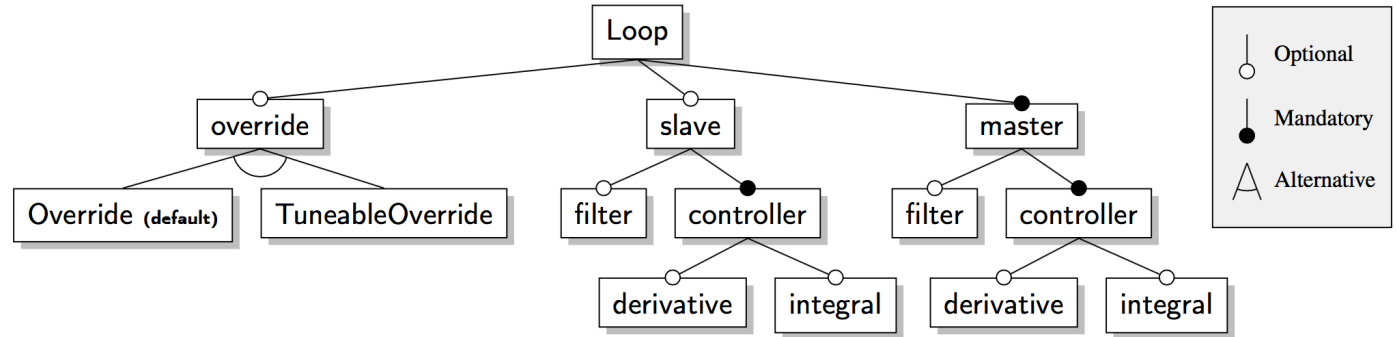 Loop
Optional
override
slave
master
Mandatory
Alternative
Override (default)
TuneableOverride
filter
controller
filter
controller
derivative
integral
derivative
integral